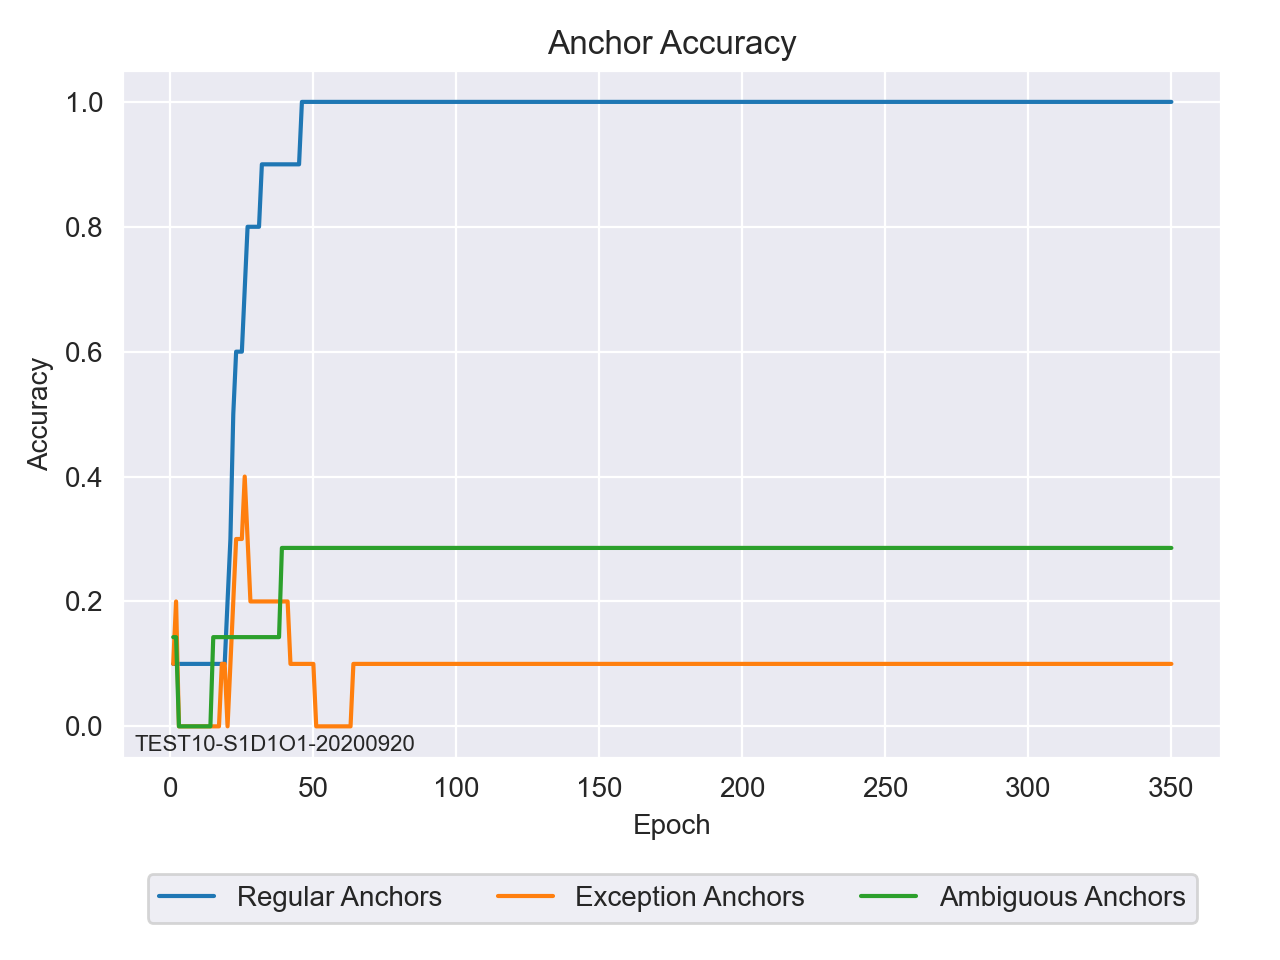 Anchor Accuracy
1.0
0.8
0.6
0.4
0.2
0.0
Accuracy
TEST10-S1D1O1-20200920
0 50 100 150 200 250 300 350
Epoch
Regular Anchors Exception Anchors Ambiguous Anchors